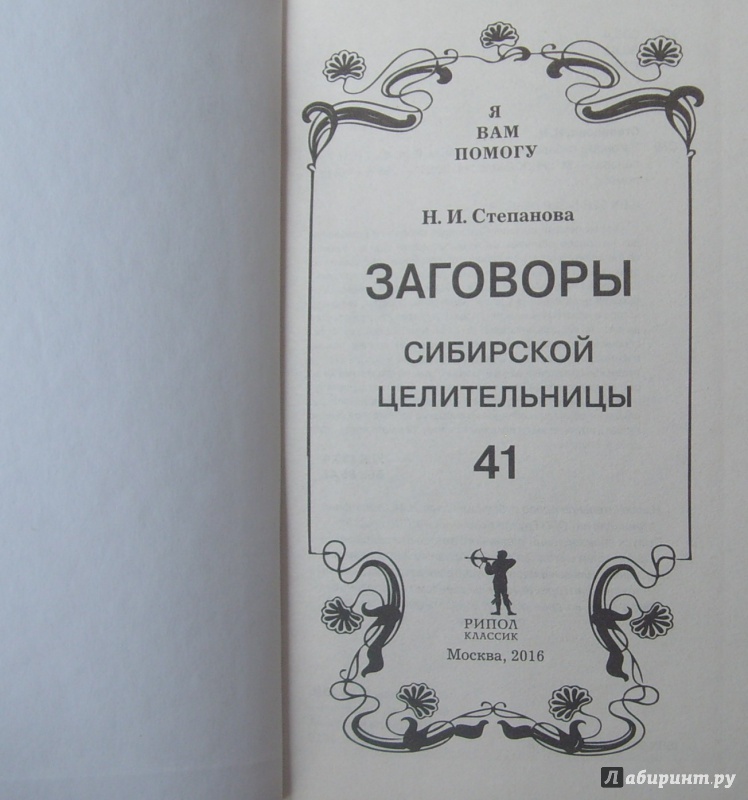 Я
ВАМ
ПОМОГУ
Н. И. Степанова
ЗАГОВОРЫ
СИБИРСКОЙ
ЦЕЛИТЕЛЬНИЦЫ
41
РИПОЛ
КЛАССИК
Москва, 2016
Лабиринт.ру